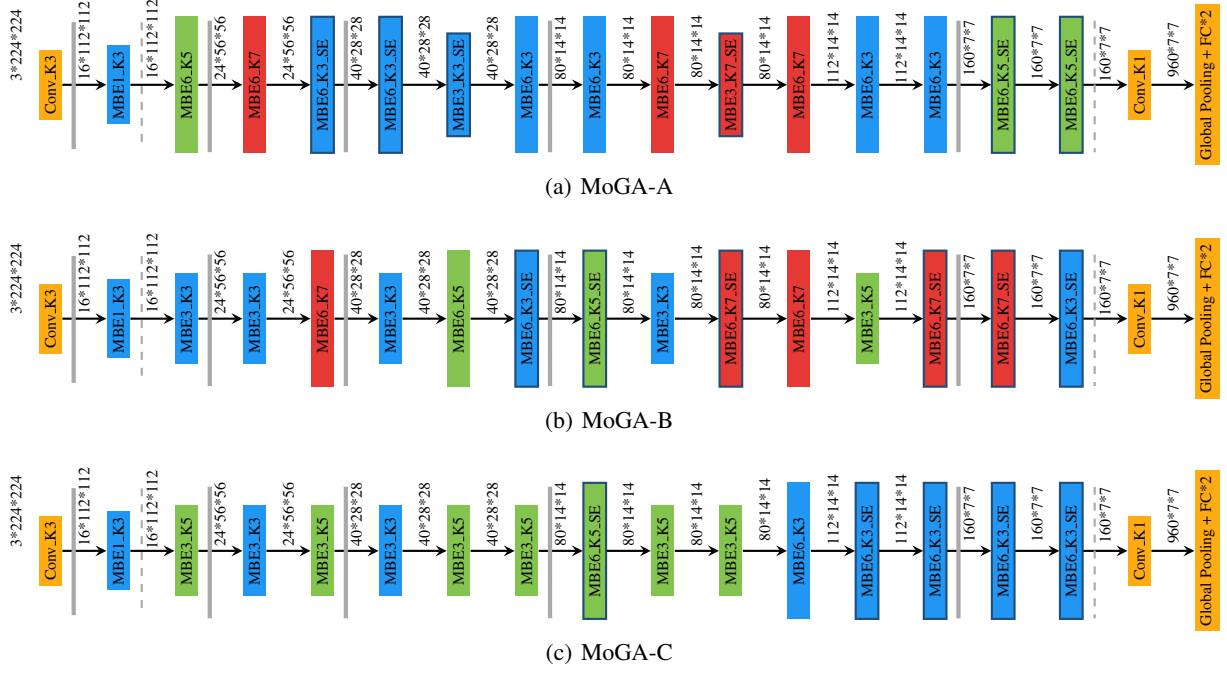 3*224*224
Conv_K3
16*112*112
MBE1_K3
16*112*112
MBE6_K5
24*56*56
MBE6_K7
24*56*56
MBE6_K3_SE
40*28*28
MBE6_K3_SE
40*28*28
MBE3_K3_SE
40*28*28
MBE6_K3
80*14*14
MBE6_K3
80*14*14
MBE6_K7
80*14*14
MBE3_K7_SE
80*14*14
MBE6_K7
112*14*14
MBE6_K3
112*14*14
MBE6_K3
160*7*7
MBE6_K5_SE
160*7*7
MBE6_K5_SE
160*7*7
Conv_K1
960*7*7
Global Pooling + FC*2
(a) MoGA-A
3*224*224
Conv_K3
16*112*112
MBE1_K3
16*112*112
MBE3_K3
24*56*56
MBE3_K3
24*56*56
MBE6_K7
40*28*28
MBE3_K3
40*28*28
MBE6_K5
40*28*28
MBE6_K3_SE
80*14*14
MBE6_K5_SE
80*14*14
MBE3_K3
80*14*14
MBE6_K7_SE
80*14*14
MBE6_K7
112*14*14
MBE3_K5
112*14*14
MBE6_K7_SE
160*7*7
MBE6_K7_SE
160*7*7
MBE6_K3_SE
160*7*7
Conv_K1
960*7*7
Global Pooling + FC*2
(b) MoGA-B
3*224*224
Conv_K3
16*112*112
MBE1_K3
16*112*112
MBE3_K5
24*56*56
MBE3_K3
24*56*56
MBE3_K5
40*28*28
MBE3_K3
40*28*28
MBE3_K5
40*28*28
MBE3_K5
80*14*14
MBE6_K5_SE
80*14*14
MBE3_K5
80*14*14
MBE3_K5
80*14*14
MBE6_K3
112*14*14
MBE6_K3_SE
112*14*14
MBE6_K3_SE
160*7*7
MBE6_K3_SE
160*7*7
MBE6_K3_SE
160*7*7
Conv_K1
960*7*7
Global Pooling + FC*2
(c) MoGA-C